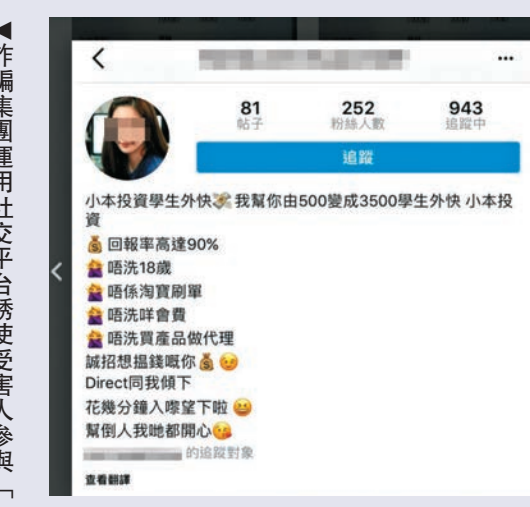 ◀詐騙集團運用社交平台誘使受害人參與「
81 252 943
帖子 粉絲人數 追蹤中
追蹤
小本投資學生外快💸 我幫你由500變成3500學生外快 小本投
資
💰 回報率高達90%
🙅‍♀️ 唔洗18歲
🙅‍♀️ 唔係淘寶刷單
🙅‍♀️ 唔洗咩會費
🙅‍♀️ 唔洗買產品做代理
誠招想搵錢嘅你💰 😉
Direct同我傾下
花幾分鐘入嚟望下啦 😆
幫倒人我哋都開心😘
的追蹤對象
查看翻譯